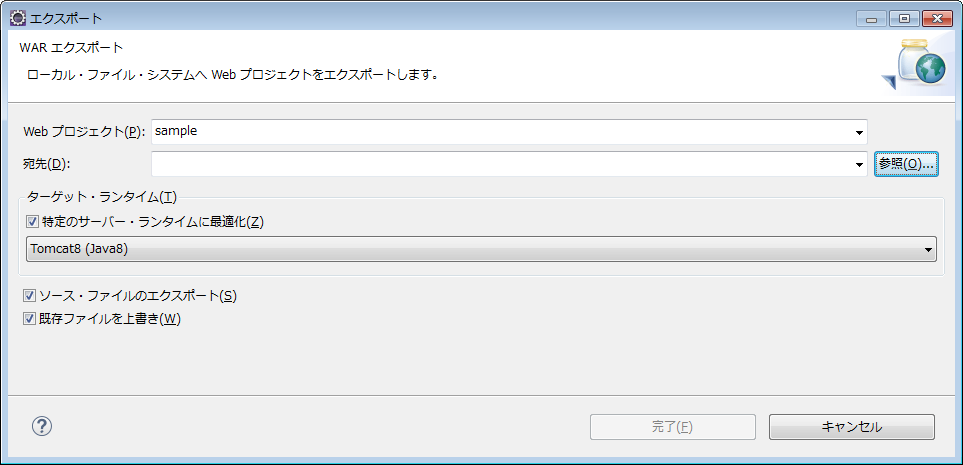 エクスポート
WAR エクスポート
ローカル・ファイル・システムへ Web プロジェクトをエクスポートします。
Web プロジェクト(P): sample
宛先(D): 参照(O)...
ターゲット・ランタイム(T)
特定のサーバー・ランタイムに最適化(Z)
Tomcat8 (Java8)
ソース・ファイルのエクスポート(S)
既存ファイルを上書き(W)
? 完了(F) キャンセル